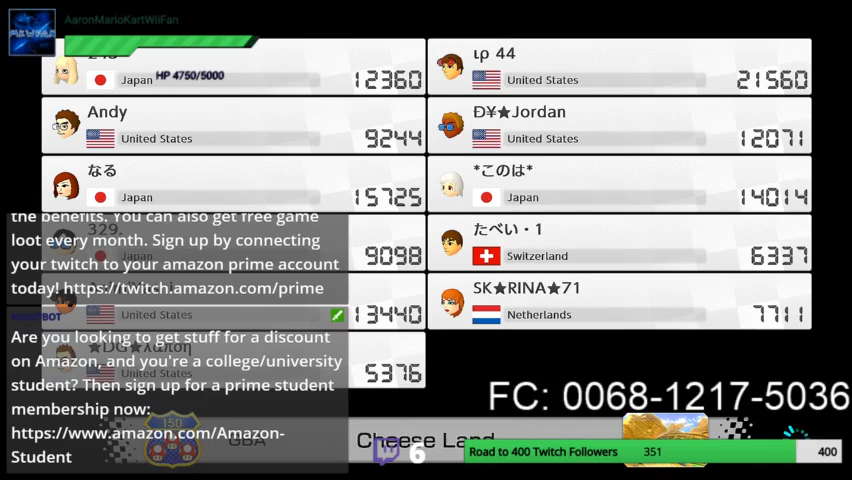 AaronMarioKartWiiFan
MKWFAN
Japan
HP 4750/5000
12360
ιρ 44
United States
21560
Andy
United States
9244
Ð¥★Jordan
United States
12071
なる
Japan
15725
*このは*
Japan
14014
the benefits. You can also get free game
loot every month. Sign up by connecting
your twitch to your amazon prime account
today! https://twitch.amazon.com/prime
329.
Japan
9098
たべい・1
Switzerland
6337
United States
13440
SK★RINA★71
Netherlands
7711
Are you looking to get stuff for a discount
on Amazon, and you're a college/university
student? Then sign up for a prime student
membership now:
https://www.amazon.com/Amazon-
Student
United States
5376
FC: 0068-1217-5036
150
GBA
Cheese Land
6
Road to 400 Twitch Followers
351
400